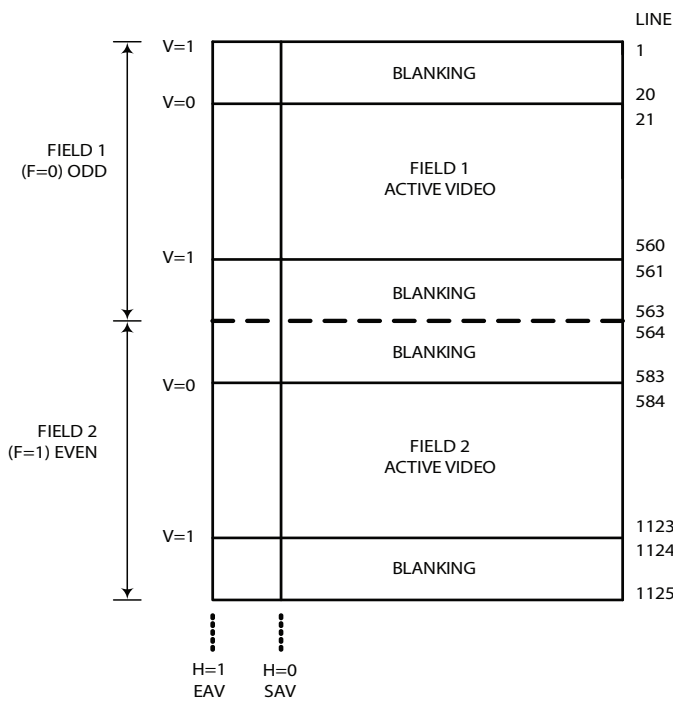 LINE
V=1
1
BLANKING
20
V=0
21
FIELD 1
(F=0) ODD
FIELD 1
ACTIVE VIDEO
560
V=1
561
BLANKING
563
564
BLANKING
583
V=0
584
FIELD 2
(F=1) EVEN
FIELD 2
ACTIVE VIDEO
1123
V=1
1124
BLANKING
1125
H=1
EAV
H=0
SAV